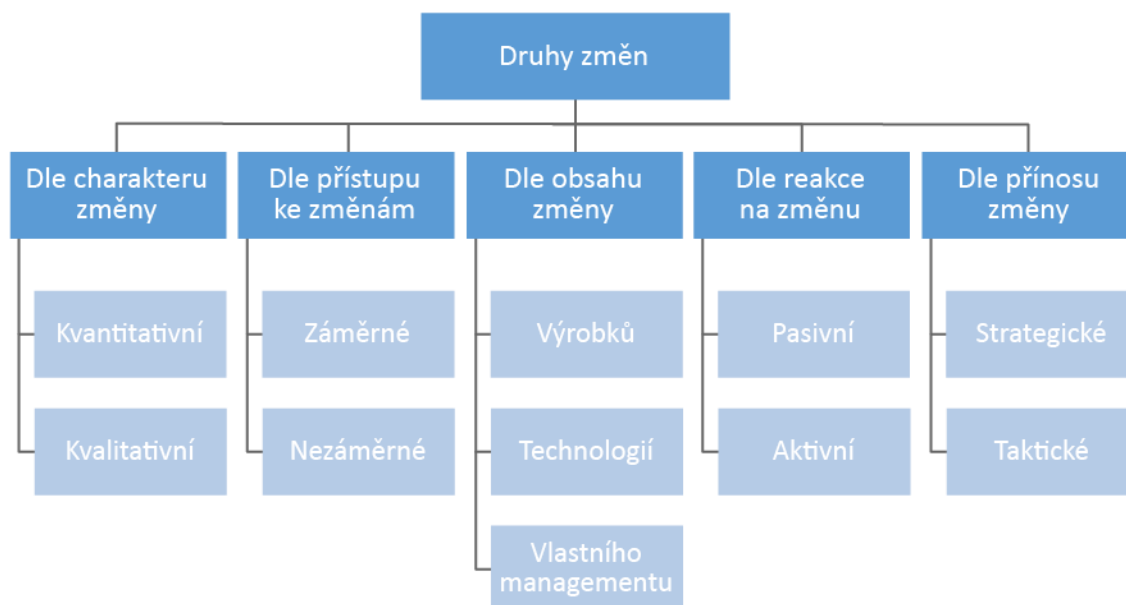 Druhy změn
Dle charakteru
změny
Dle přístupu
ke změnám
Dle obsahu
změny
Dle reakce
na změnu
Dle přínosu
změny
Kvantitativní
Záměrné
Výrobků
Pasivní
Strategické
Kvalitativní
Nezáměrné
Technologií
Aktivní
Taktické
Vlastního
managementu